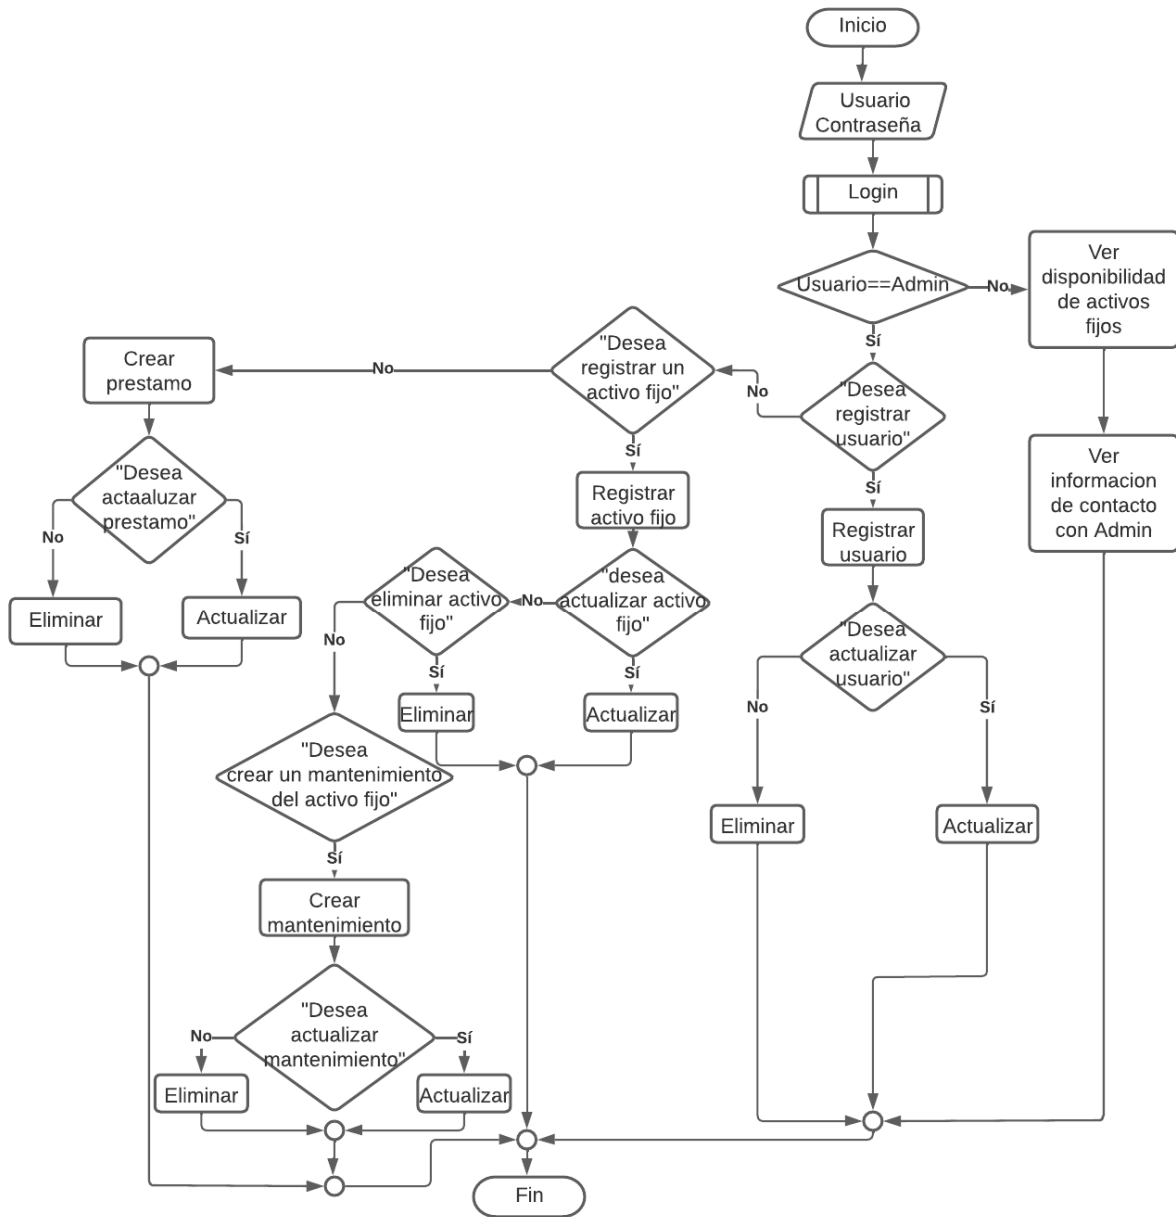 Inicio
Usuario
Contraseña
Login
Usuario==Admin
No
Ver
disponibilidad
de activos
fijos
Sí
"Desea
registrar un
activo fijo"
No
Crear
prestamo
"Desea
registrar
usuario"
No
Ver
informacion
de contacto
con Admin
"Desea
actaaluzar
prestamo"
Sí
Registrar
activo fijo
Sí
Registrar
usuario
No
Sí
Eliminar
Actualizar
"Desea
eliminar activo
fijo"
No
"desea
actualizar activo
fijo"
No
Sí
Sí
Eliminar
Actualizar
"Desea
actualizar
usuario"
No
Sí
Eliminar
Actualizar
"Desea
crear un mantenimiento
del activo fijo"
Sí
Crear
mantenimiento
"Desea
actualizar
mantenimiento"
No
Sí
Eliminar
Actualizar
Fin